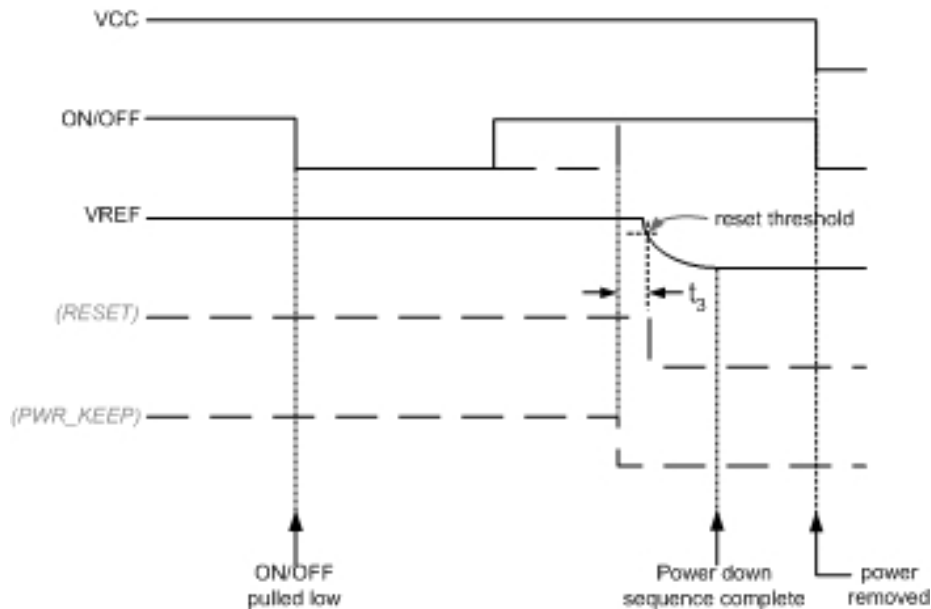 VCC
ON/OFF
VREF
reset threshold
t3
(RESET)
(PWR_KEEP)
ON/OFF
pulled low
Power down
sequence complete
power
removed